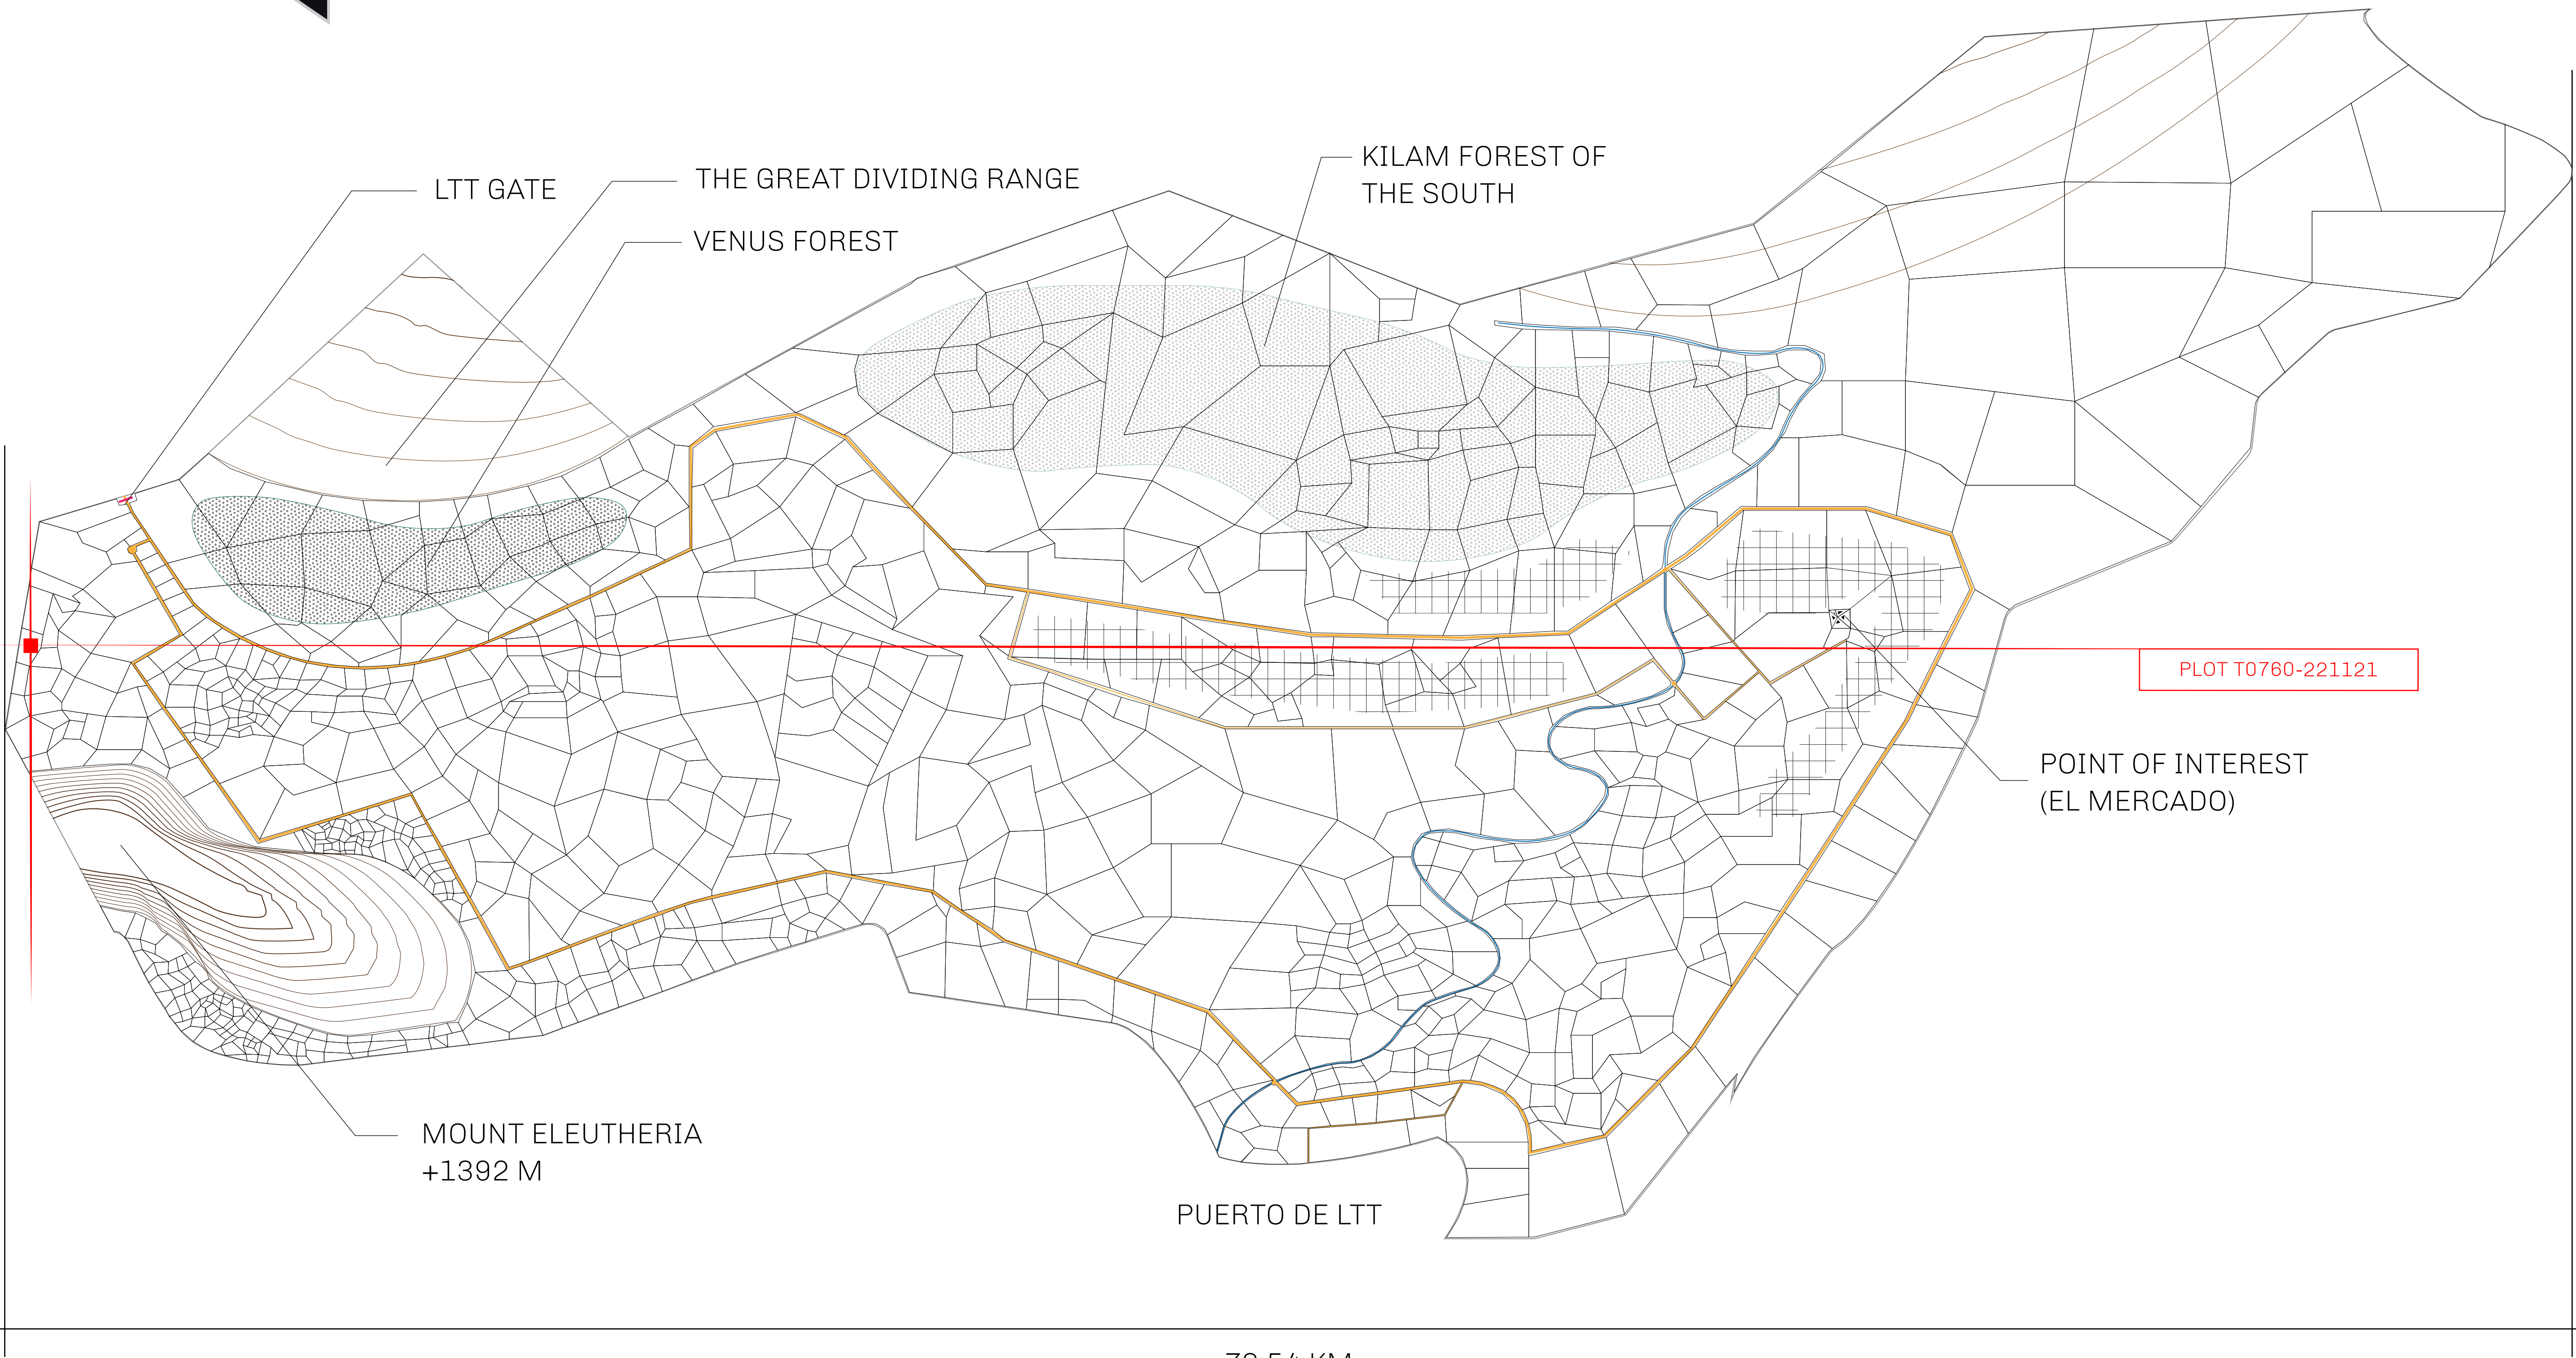 KILAM FOREST OF
THE SOUTH
THE GREAT DIVIDING RANGE
LTT GATE
VENUS FOREST
PLOT T0760-221121
POINT OF INTEREST
(EL MERCADO)
MOUNT ELEUTHERIA
+1392 M
PUERTO DE LTT
KM